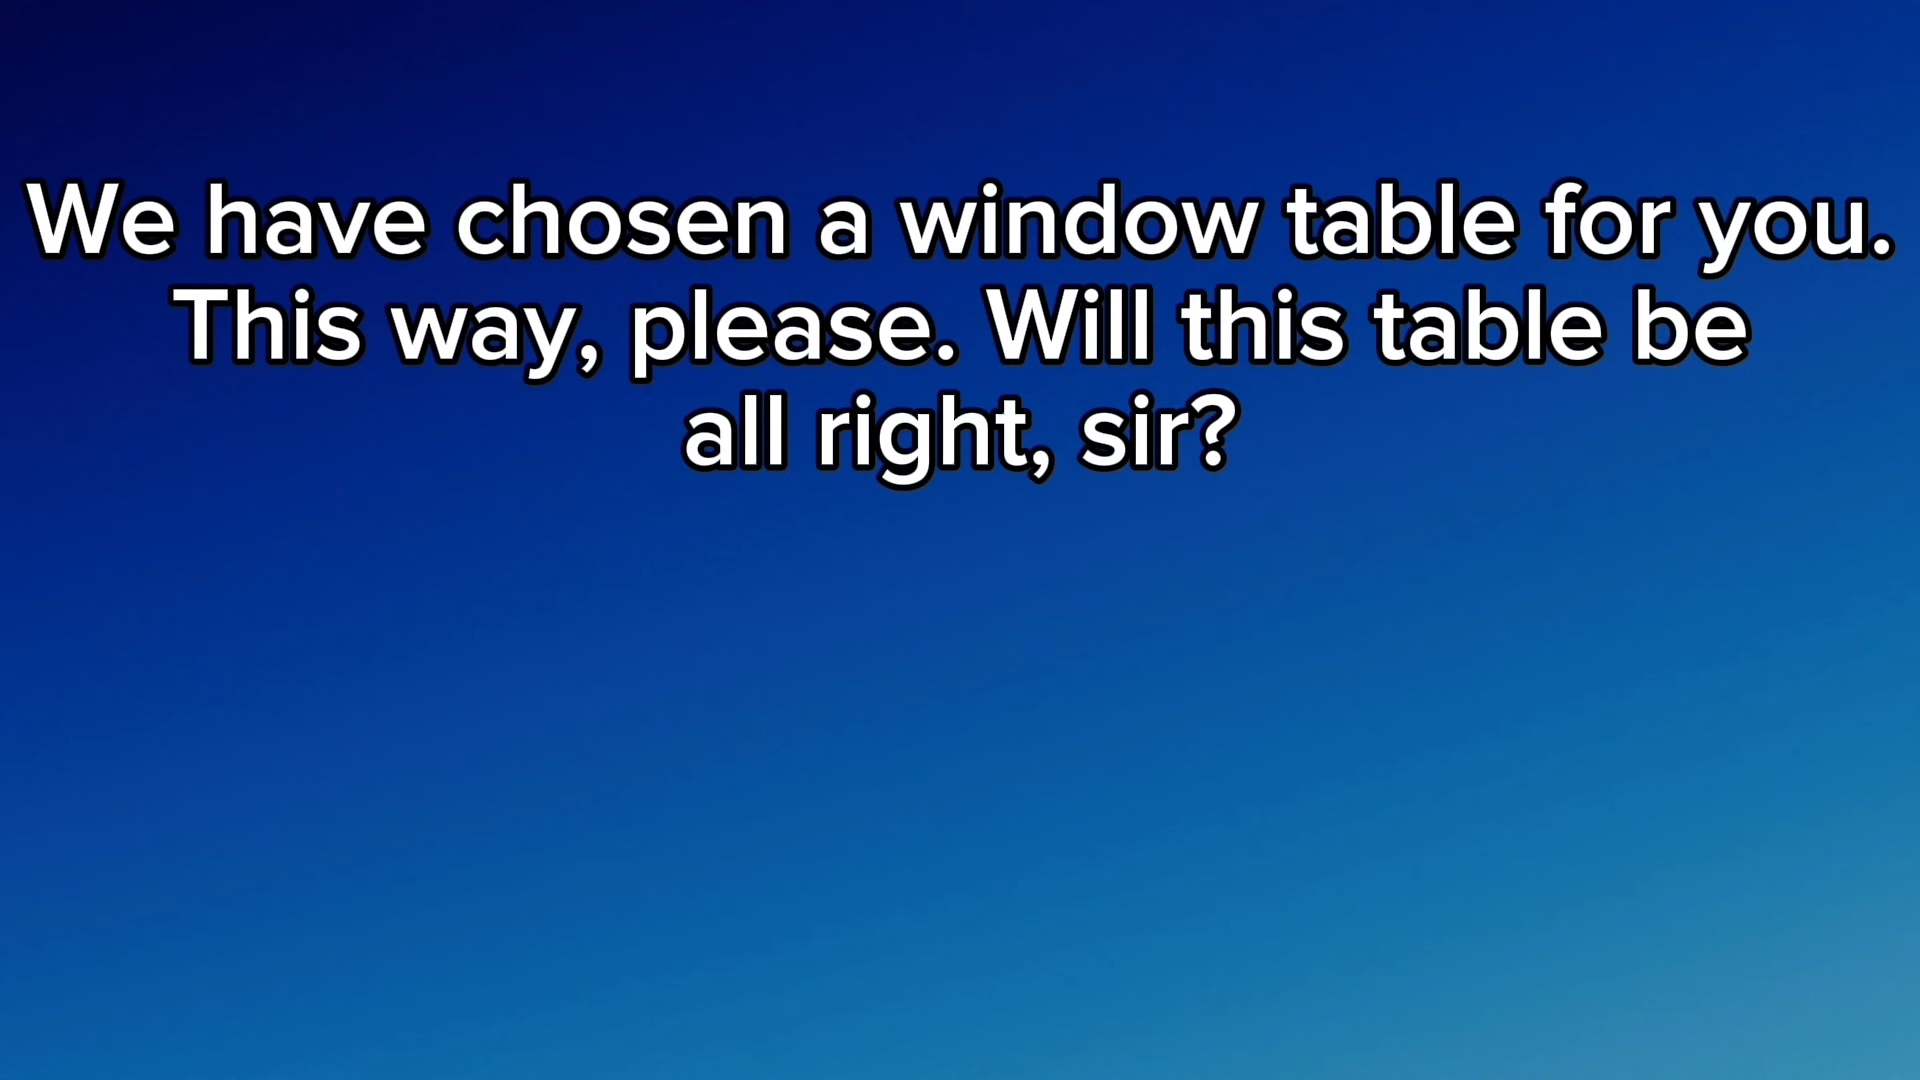 We have chosen a window table for you.
This way, please. Will this table be
all right, sir?